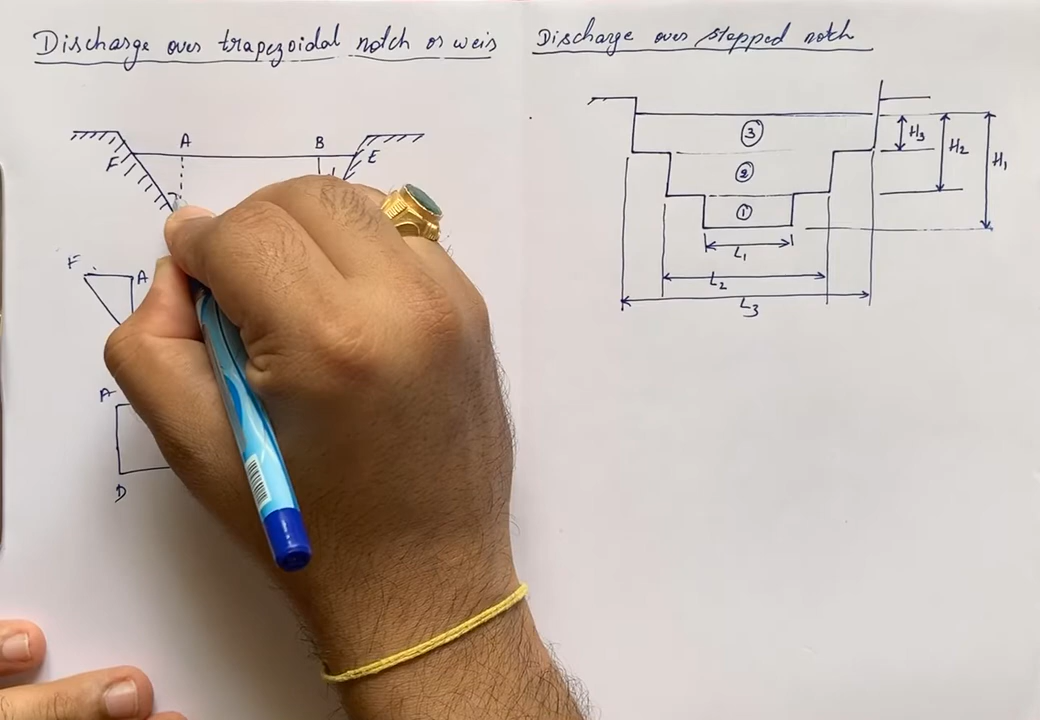 Discharge over trapezoidal notch or weir
A B
F E
F A
A
D
Discharge over stepped notch
③ H₃ H₂ H₁
②
①
L₁
L₂
L₃